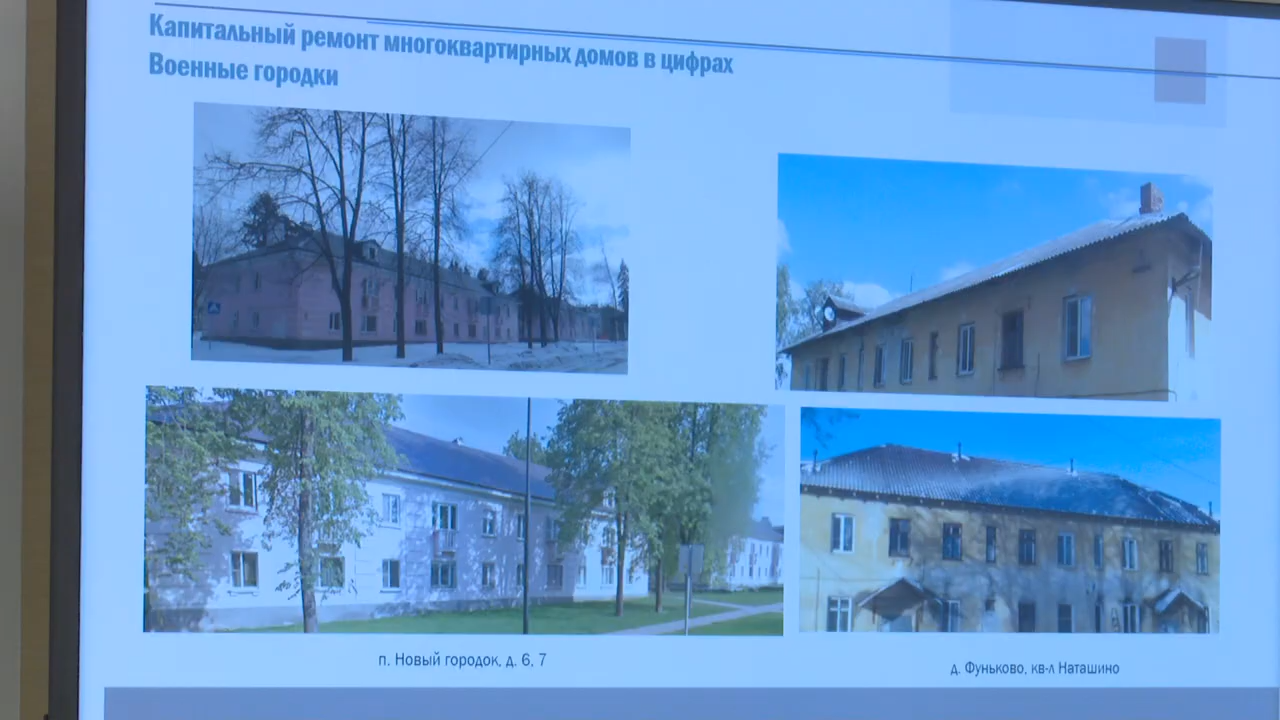 Капитальный ремонт многоквартирных домов в цифрах
Военные городки
п. Новый городок, д. 6, 7
д. Фуньково, кв-л Наташино